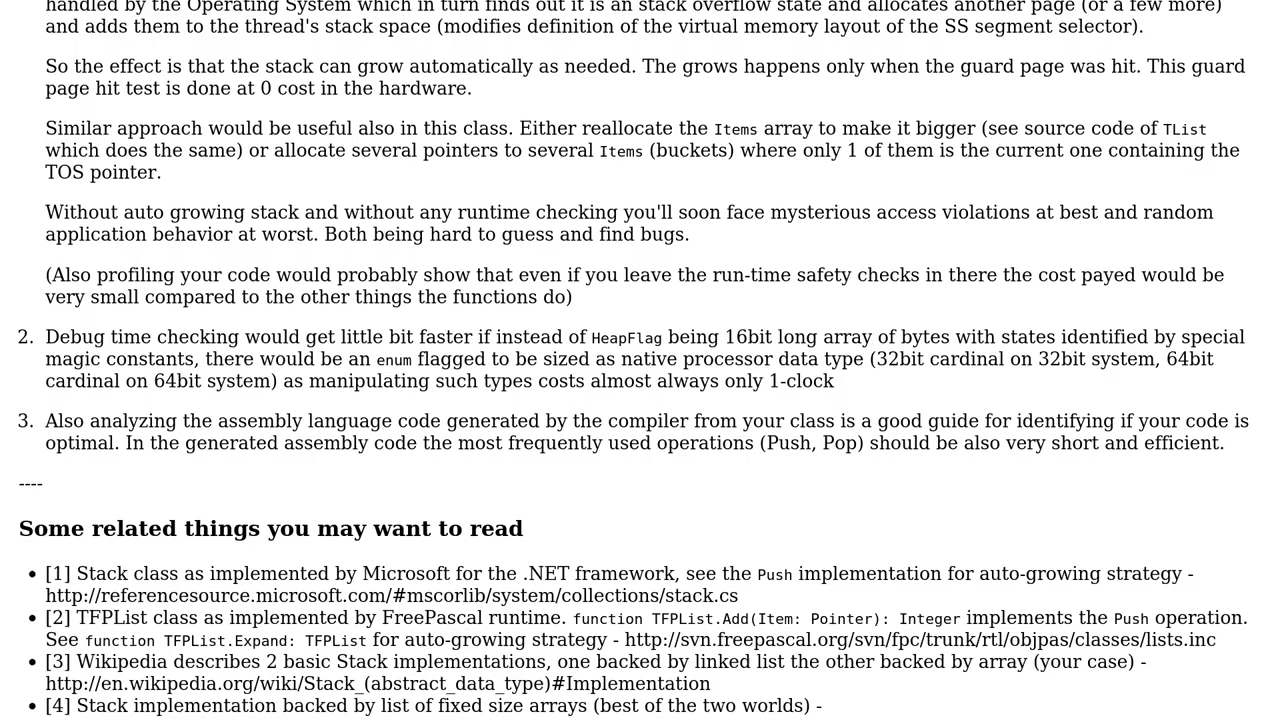 handled by the Operating System which in turn finds out it is an stack overflow state and allocates another page (or a few more)
and adds them to the thread's stack space (modifies definition of the virtual memory layout of the SS segment selector).
So the effect is that the stack can grow automatically as needed. The grows happens only when the guard page was hit. This guard
page hit test is done at 0 cost in the hardware.
Similar approach would be useful also in this class. Either reallocate the Items array to make it bigger (see source code of TList
which does the same) or allocate several pointers to several Items (buckets) where only 1 of them is the current one containing the
TOS pointer.
Without auto growing stack and without any runtime checking you'll soon face mysterious access violations at best and random
application behavior at worst. Both being hard to guess and find bugs.
(Also profiling your code would probably show that even if you leave the run-time safety checks in there the cost payed would be
very small compared to the other things the functions do)
2. Debug time checking would get little bit faster if instead of HeapFlag being 16bit long array of bytes with states identified by special
magic constants, there would be an enum flagged to be sized as native processor data type (32bit cardinal on 32bit system, 64bit
cardinal on 64bit system) as manipulating such types costs almost always only 1-clock
3. Also analyzing the assembly language code generated by the compiler from your class is a good guide for identifying if your code is
optimal. In the generated assembly code the most frequently used operations (Push, Pop) should be also very short and efficient.
----
Some related things you may want to read
• [1] Stack class as implemented by Microsoft for the .NET framework, see the Push implementation for auto-growing strategy -
http://referencesource.microsoft.com/#mscorlib/system/collections/stack.cs
• [2] TFPList class as implemented by FreePascal runtime. function TFPList.Add(Item: Pointer): Integer implements the Push operation.
See function TFPList.Expand: TFPList for auto-growing strategy - http://svn.freepascal.org/svn/fpc/trunk/rtl/objpas/classes/lists.inc
• [3] Wikipedia describes 2 basic Stack implementations, one backed by linked list the other backed by array (your case) -
http://en.wikipedia.org/wiki/Stack_(abstract_data_type)#Implementation
• [4] Stack implementation backed by list of fixed size arrays (best of the two worlds) -